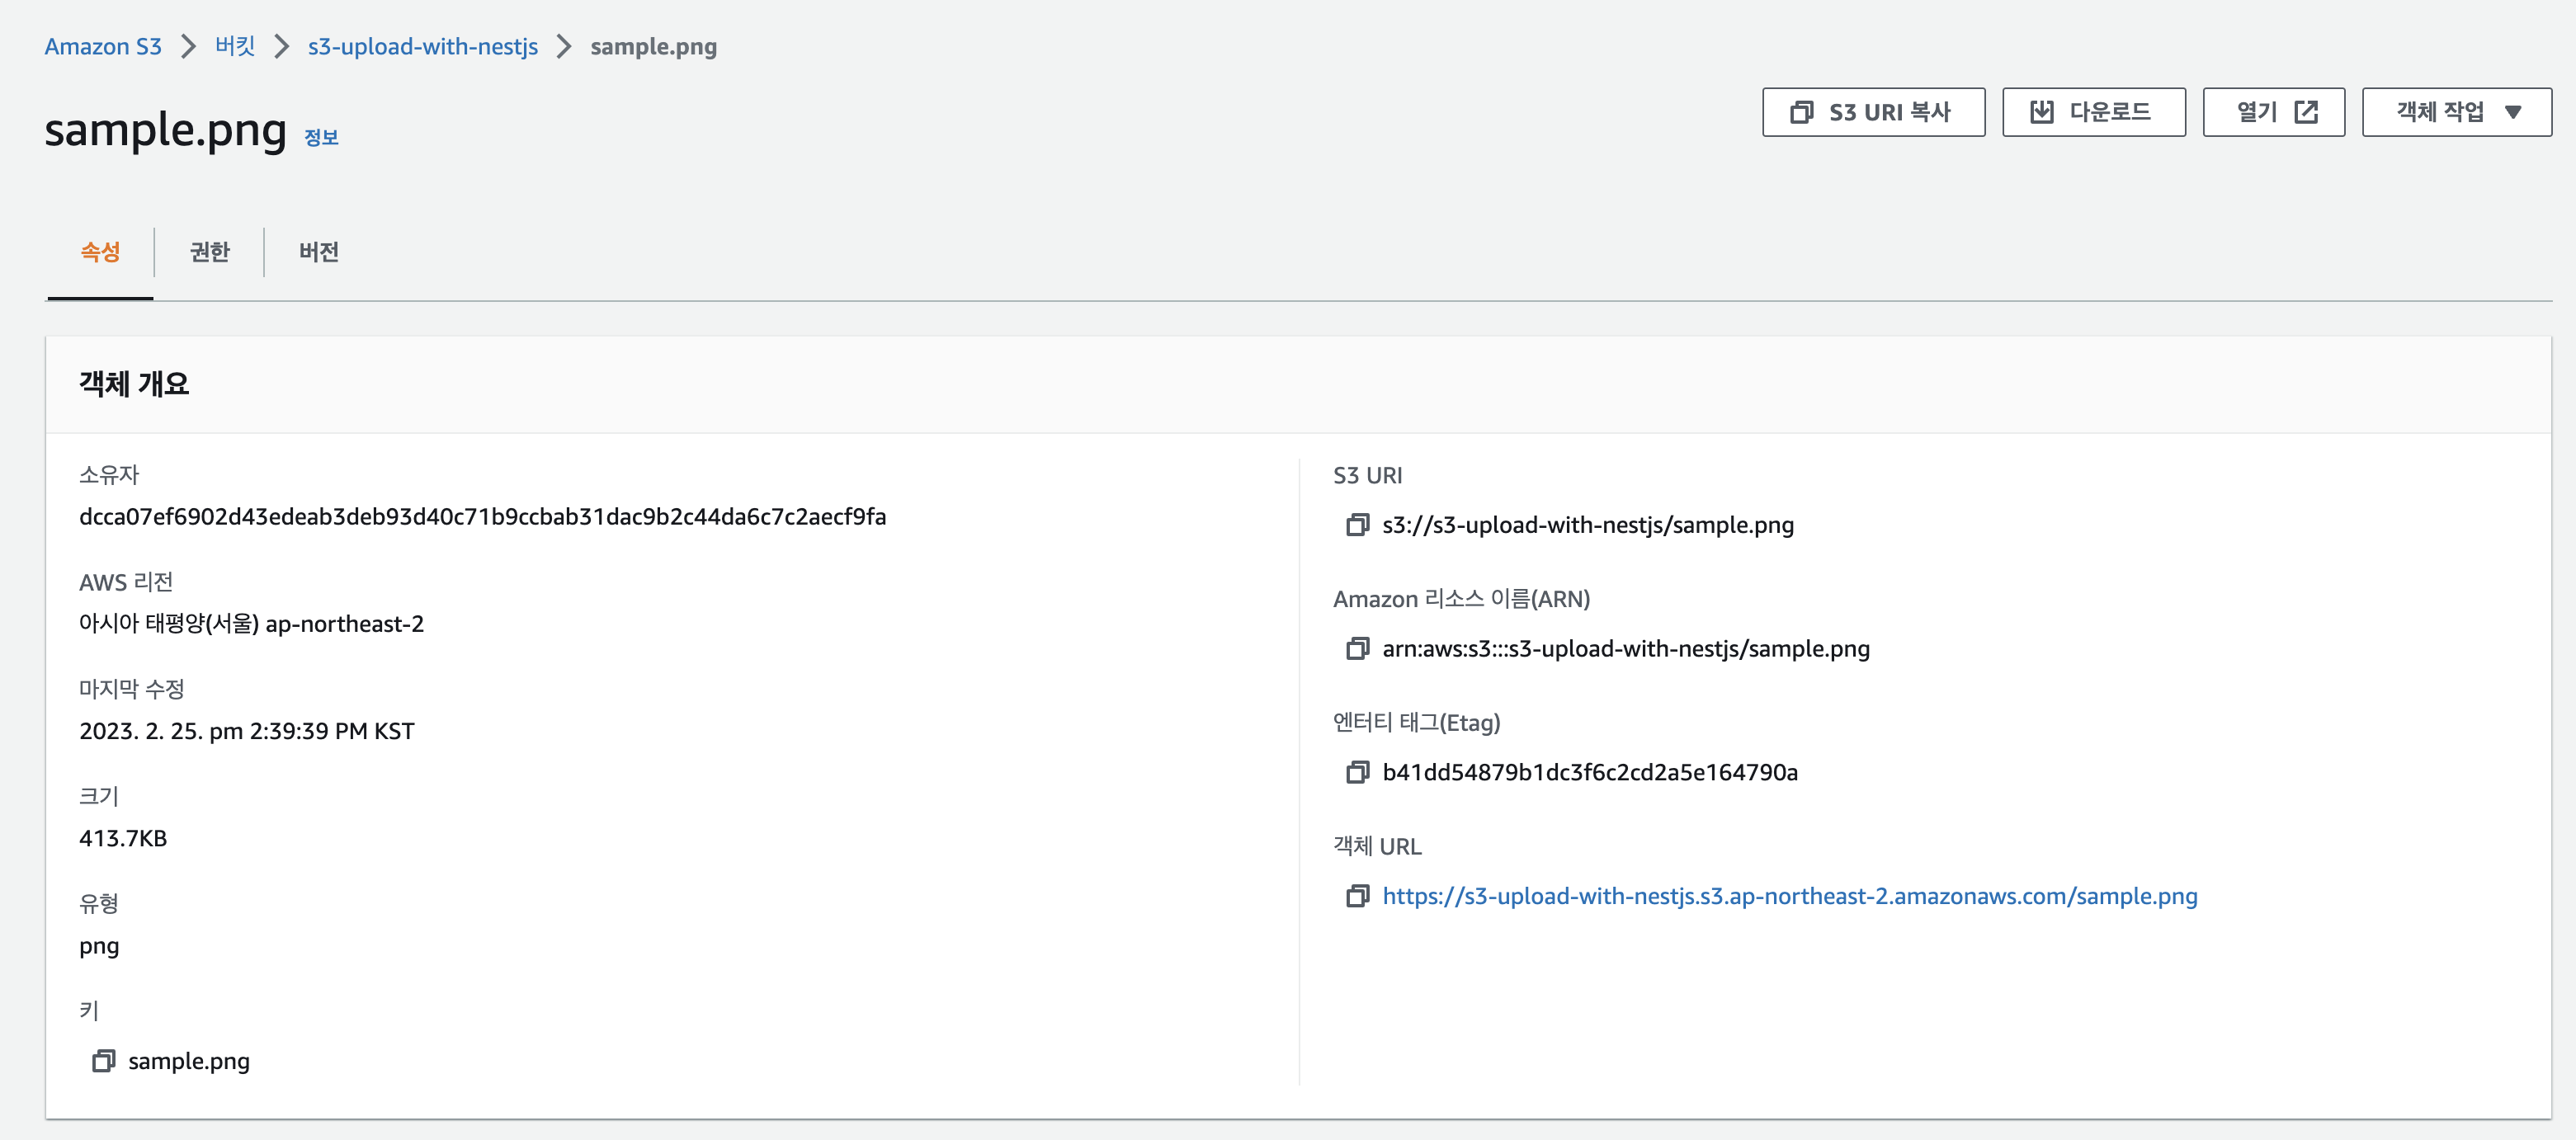 Amazon S3 > 버킷 > s3-upload-with-nestjs > sample.png
sample.png 정보
S3 URI 복사 다운로드 열기 객체 작업 ▼
속성 권한 버전
객체 개요
소유자
dcca07ef6902d43edeab3deb93d40c71b9ccbab31dac9b2c44da6c7c2aecf9fa
AWS 리전
아시아 태평양(서울) ap-northeast-2
마지막 수정
2023. 2. 25. pm 2:39:39 PM KST
크기
413.7KB
유형
png
키
sample.png
S3 URI
s3://s3-upload-with-nestjs/sample.png
Amazon 리소스 이름(ARN)
arn:aws:s3:::s3-upload-with-nestjs/sample.png
엔터티 태그(Etag)
b41dd54879b1dc3f6c2cd2a5e164790a
객체 URL
https://s3-upload-with-nestjs.s3.ap-northeast-2.amazonaws.com/sample.png